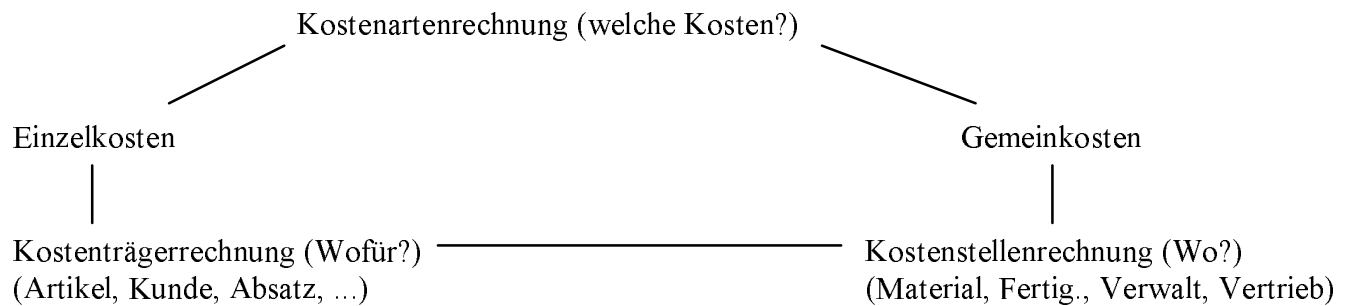 Kostenartenrechnung (welche Kosten?)
Einzelkosten
Gemeinkosten
Kostenträgerrechnung (Wofür?)
(Artikel, Kunde, Absatz, ...)
Kostenstellenrechnung (Wo?)
(Material, Fertig., Verwalt, Vertrieb)